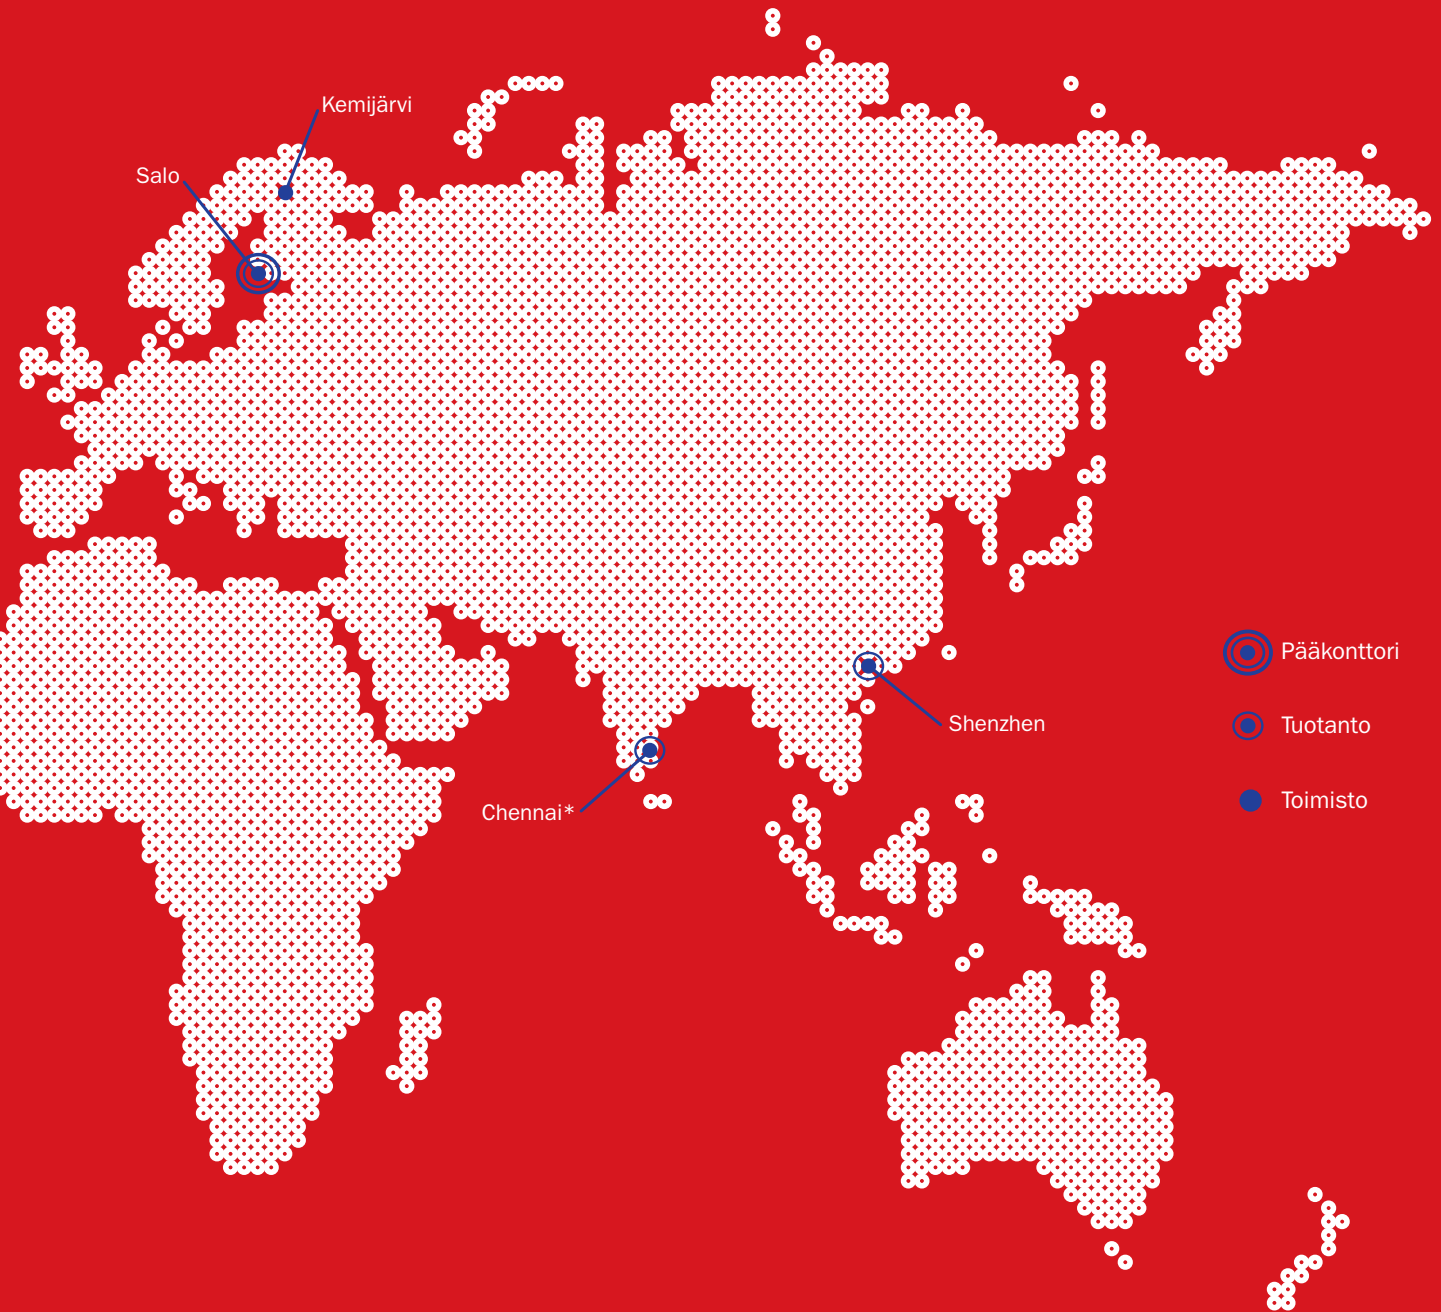 Kemijärvi
Salo
Pääkonttori
Shenzhen
Tuotanto
Chennai*
Toimisto